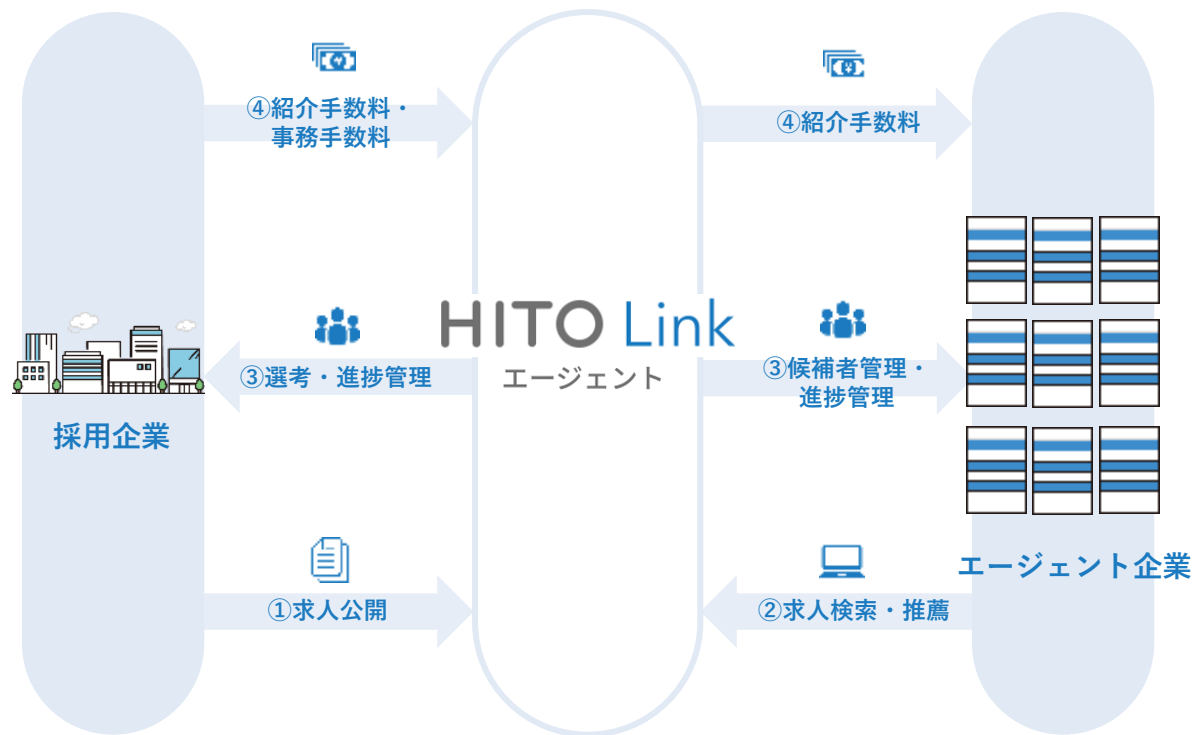 ④紹介手数料・
事務手数料
④紹介手数料
HITO Link
エージェント
③選考・進捗管理
③候補者管理・
進捗管理
採用企業
エージェント企業
①求人公開
②求人検索・推薦